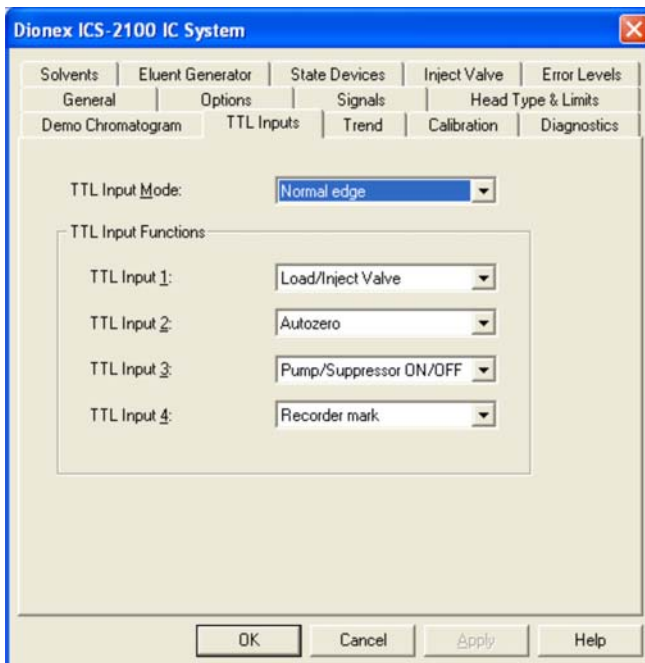 Dionex ICS-2100 IC System
Solvents Eluent Generator State Devices Inject Valve Error Levels
General Options Signals Head Type & Limits
Demo Chromatogram TTL Inputs Trend Calibration Diagnostics
TTL Input Mode: Normal edge
TTL Input Functions
TTL Input 1: Load/Inject Valve
TTL Input 2: Autozero
TTL Input 3: Pump/Suppressor ON/OFF
TTL Input 4: Recorder mark
OK Cancel Apply Help